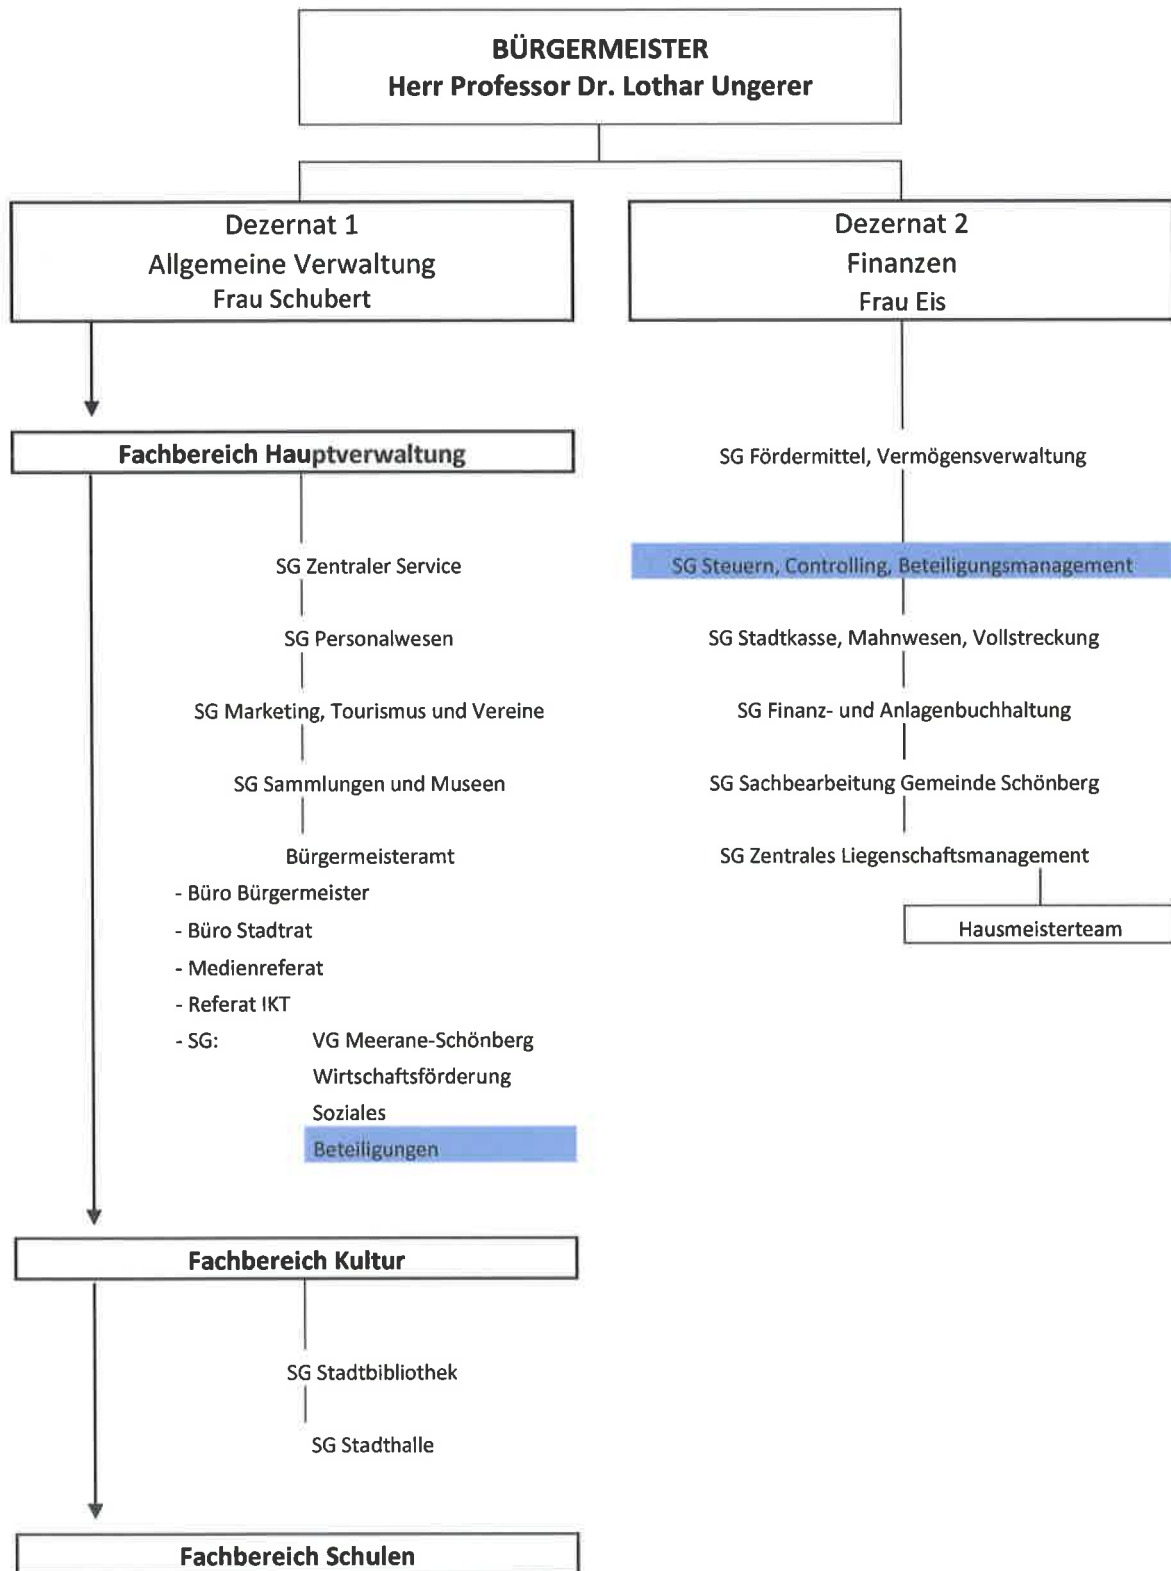 BÜRGERMEISTER
Herr Professor Dr. Lothar Ungerer
Dezernat 1
Allgemeine Verwaltung
Frau Schubert
Dezernat 2
Finanzen
Frau Eis
Fachbereich Hauptverwaltung
SG Zentraler Service
SG Personalwesen
SG Marketing, Tourismus und Vereine
SG Sammlungen und Museen
Bürgermeisteramt
- Büro Bürgermeister
- Büro Stadtrat
- Medienreferat
- Referat IKT
- SG: VG Meerane-Schönberg
Wirtschaftsförderung
Soziales
Beteiligungen
SG Fördermittel, Vermögensverwaltung
SG Steuern, Controlling, Beteiligungsmanagement
SG Stadtkasse, Mahnwesen, Vollstreckung
SG Finanz- und Anlagenbuchhaltung
SG Sachbearbeitung Gemeinde Schönberg
SG Zentrales Liegenschaftsmanagement
Hausmeisterteam
Fachbereich Kultur
SG Stadtbibliothek
SG Stadthalle
Fachbereich Schulen